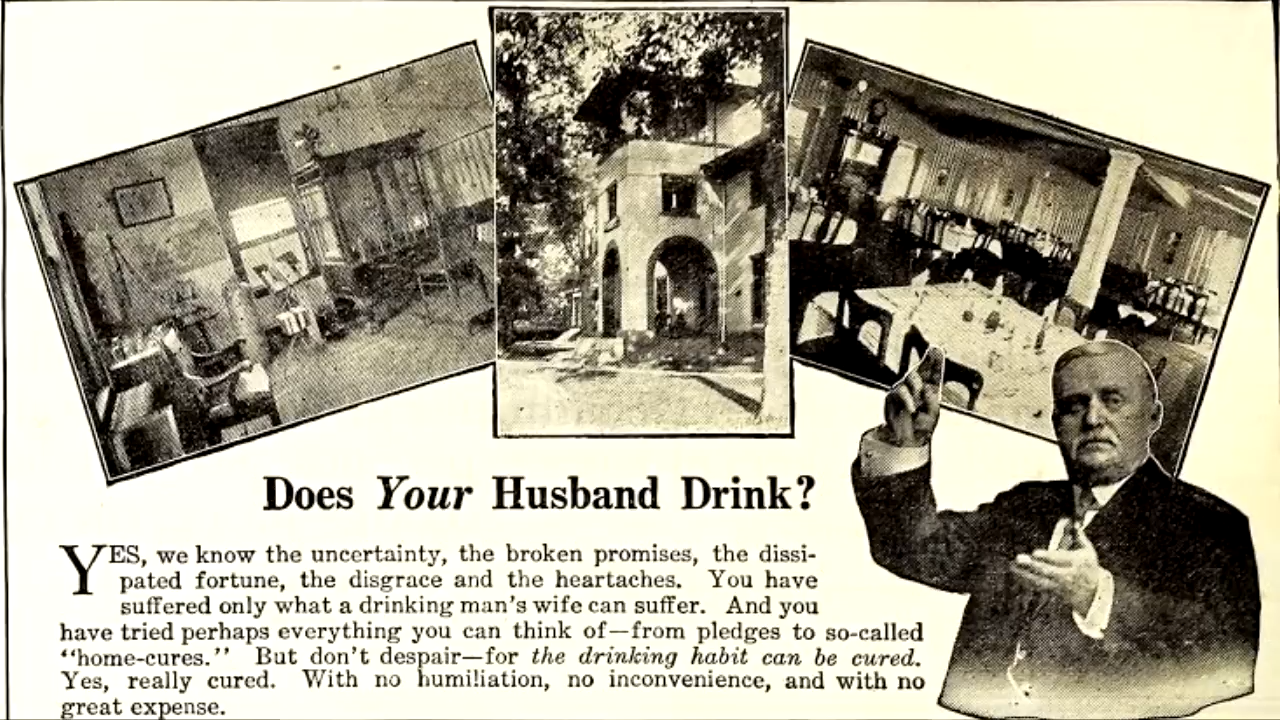 Does Your Husband Drink?
YES, we know the uncertainty, the broken promises, the dissi-
pated fortune, the disgrace and the heartaches. You have
suffered only what a drinking man's wife can suffer. And you
have tried perhaps everything you can think of—from pledges to so-called
“home-cures.” But don't despair—for the drinking habit can be cured.
Yes, really cured. With no humiliation, no inconvenience, and with no
great expense.